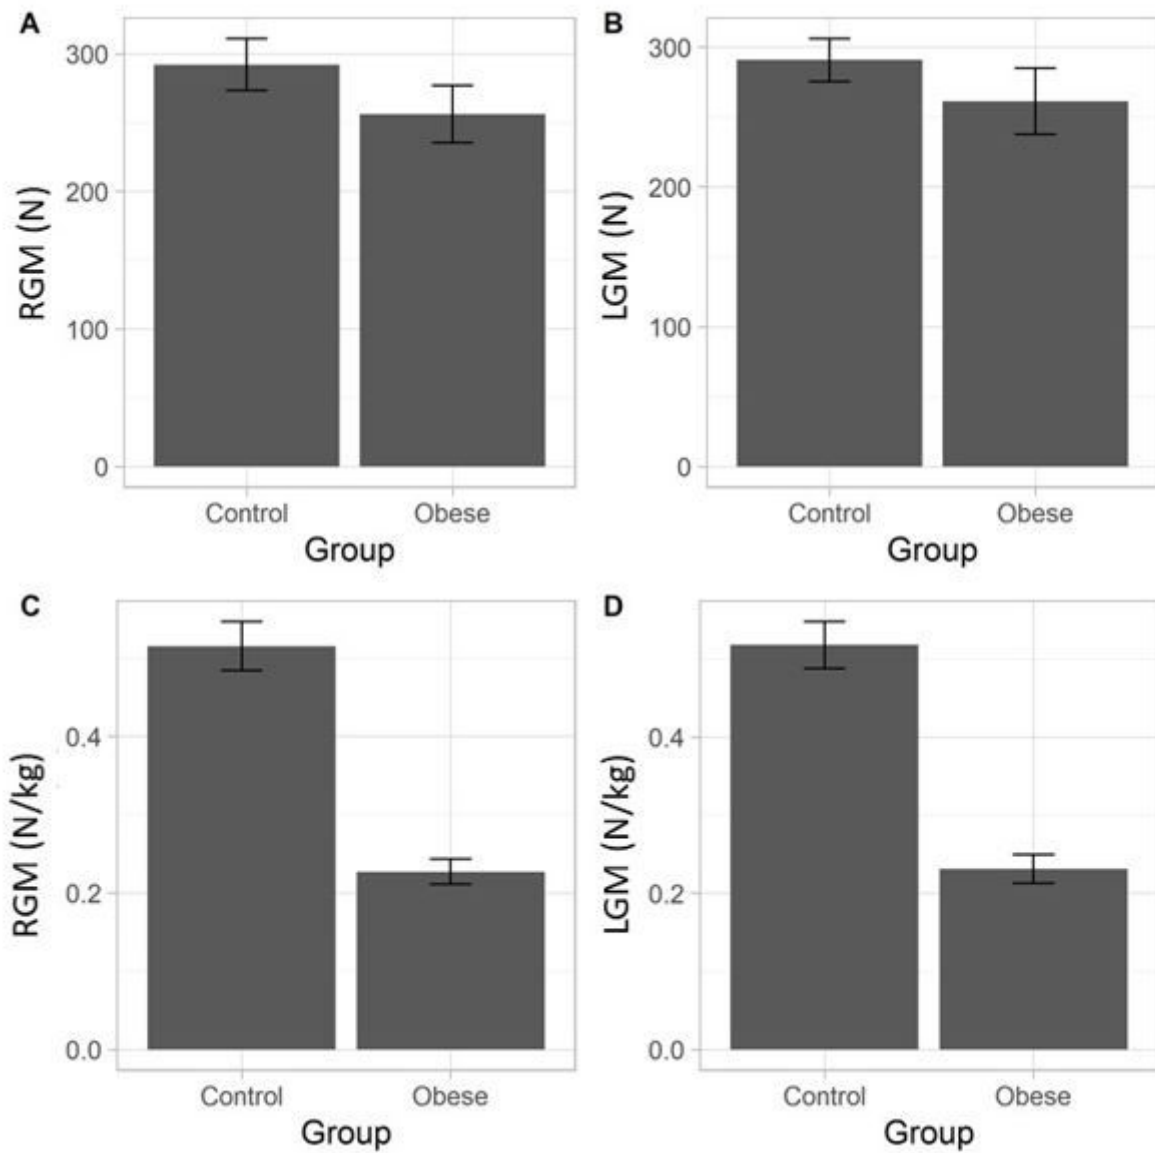 A
RGM (N)
300
200
100
0
Control Obese
Group
B
LGM (N)
300
200
100
0
Control Obese
Group
C
RGM (N/kg)
0.4
0.2
0.0
Control Obese
Group
D
LGM (N/kg)
0.4
0.2
0.0
Control Obese
Group